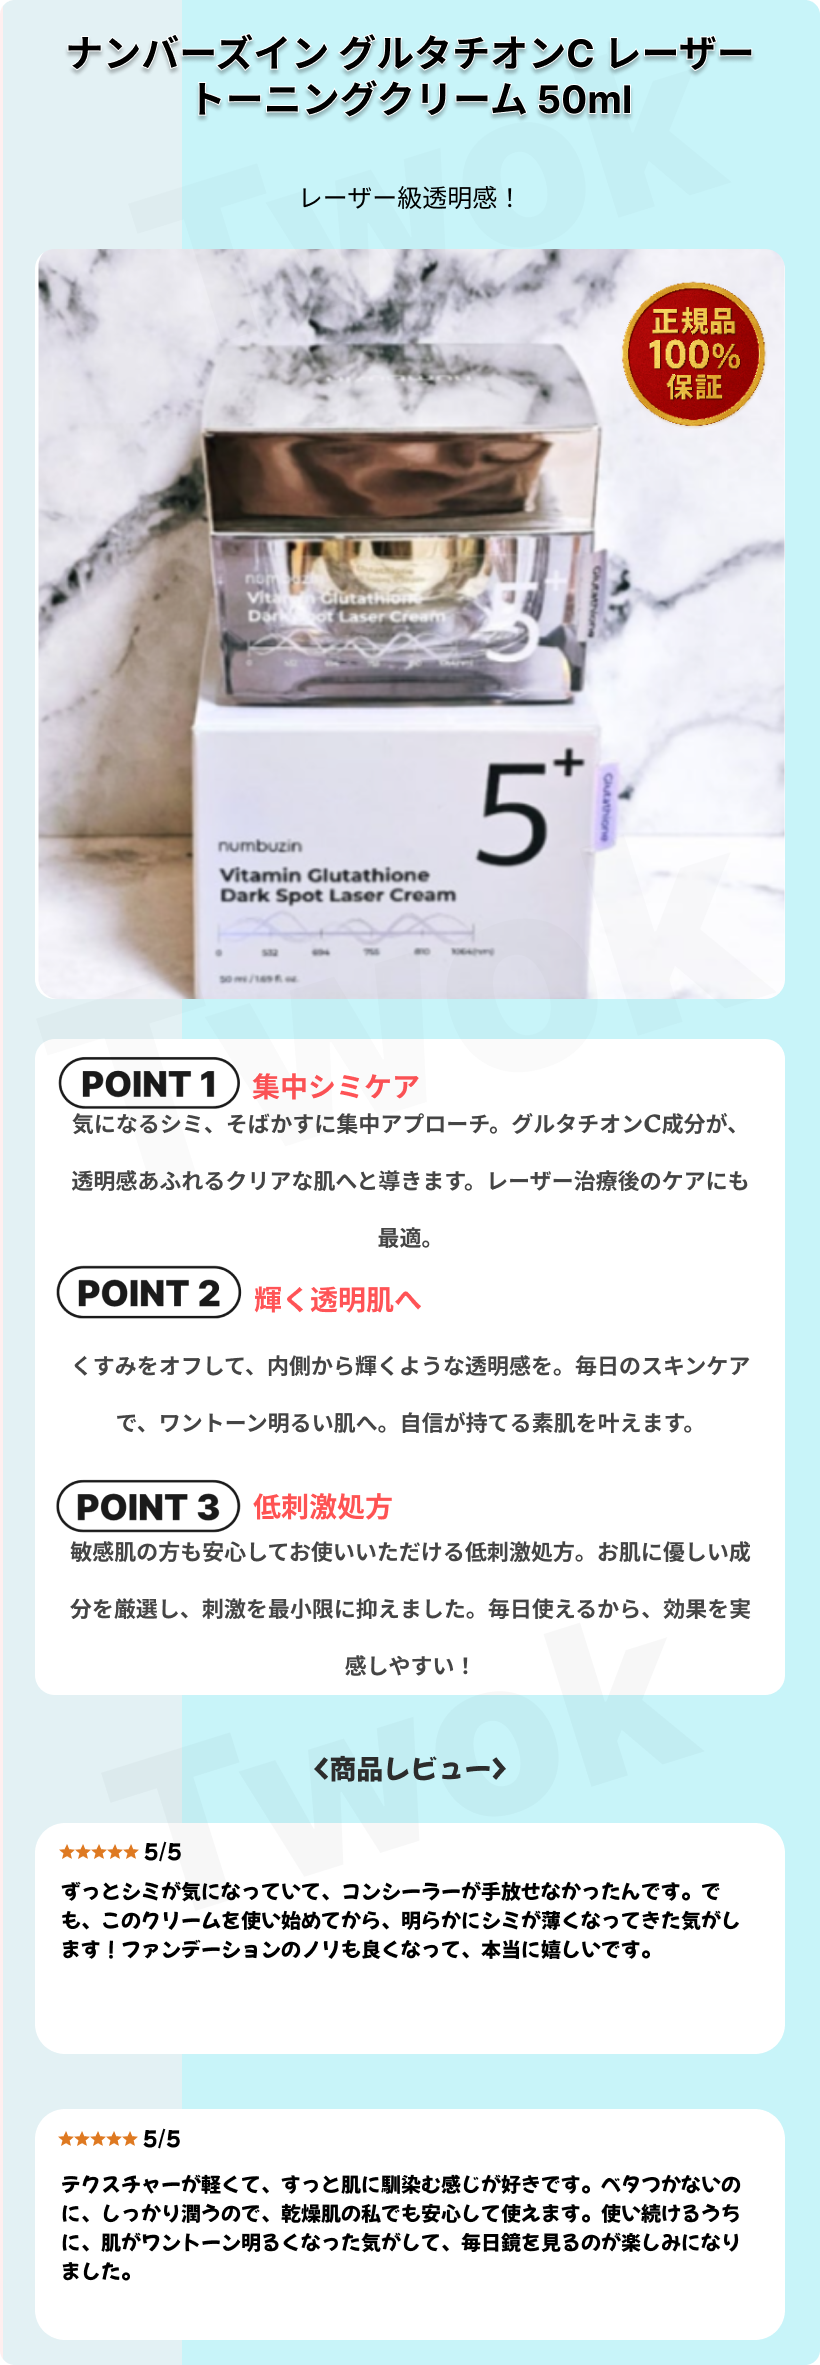 ナンバーズイン グルタチオンC レーザー
トーニングクリーム 50ml
レーザー級透明感！
正規品
100%
保証
numbuzin
Vitamin Glutathione
Dark Spot Laser Cream
5+
Glutathione
numbuzin
Vitamin Glutathione
Dark Spot Laser Cream
5+
Glutathione
0 532 694 755 810 1064(nm)
50 ml / 1.69 fl. oz.
POINT 1 集中シミケア
気になるシミ、そばかすに集中アプローチ。グルタチオンC成分が、
透明感あふれるクリアな肌へと導きます。レーザー治療後のケアにも
最適。
POINT 2 輝く透明肌へ
くすみをオフして、内側から輝くような透明感を。毎日のスキンケア
で、ワントーン明るい肌へ。自信が持てる素肌を叶えます。
POINT 3 低刺激処方
敏感肌の方も安心してお使いいただける低刺激処方。お肌に優しい成
分を厳選し、刺激を最小限に抑えました。毎日使えるから、効果を実
感しやすい！
<商品レビュー>
★★★★★ 5/5
ずっとシミが気になっていて、コンシーラーが手放せなかったんです。で
も、このクリームを使い始めてから、明らかにシミが薄くなってきた気がし
ます！ファンデーションのノリも良くなって、本当に嬉しいです。
★★★★★ 5/5
テクスチャーが軽くて、すっと肌に馴染む感じが好きです。ベタつかないの
に、しっかり潤うので、乾燥肌の私でも安心して使えます。使い続けるうち
に、肌がワントーン明るくなった気がして、毎日鏡を見るのが楽しみになり
ました。
Twok
Twok
Twok